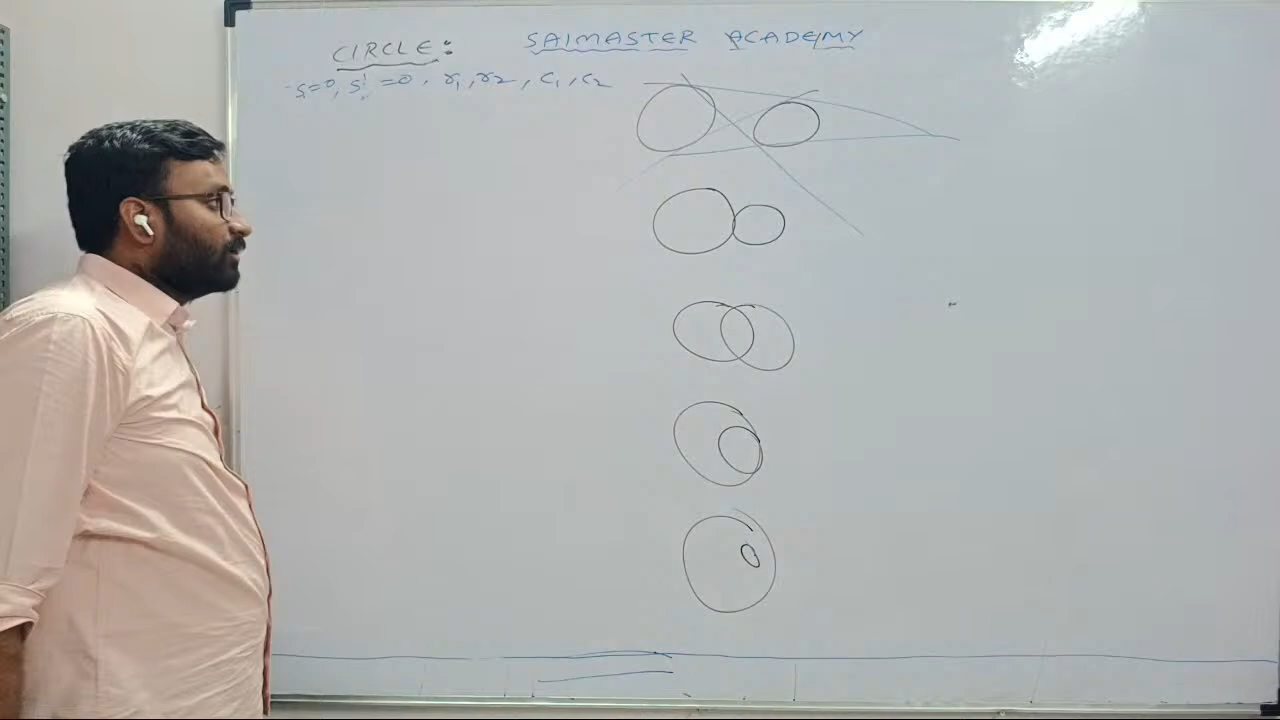 CIRCLE:
SAIMASTER ACADEMY
S=0, S'=0, r1, r2, C1, C2